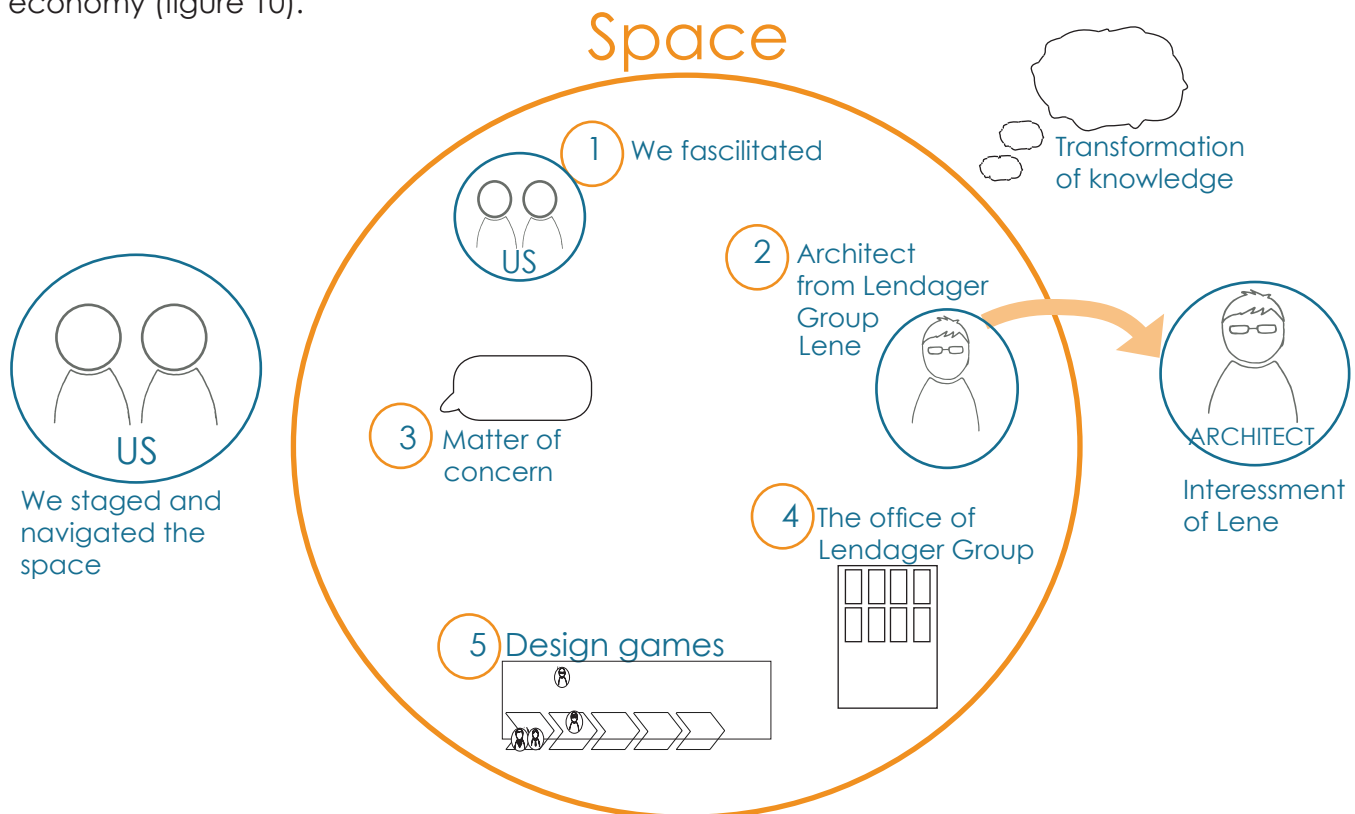 economy (figure 10).
Space
1 We fascilitated
US
Transformation
of knowledge
2 Architect
from Lendager
Group
Lene
US
We staged and
navigated the
space
3 Matter of
concern
ARCHITECT
Interessment
of Lene
4 The office of
Lendager Group
5 Design games